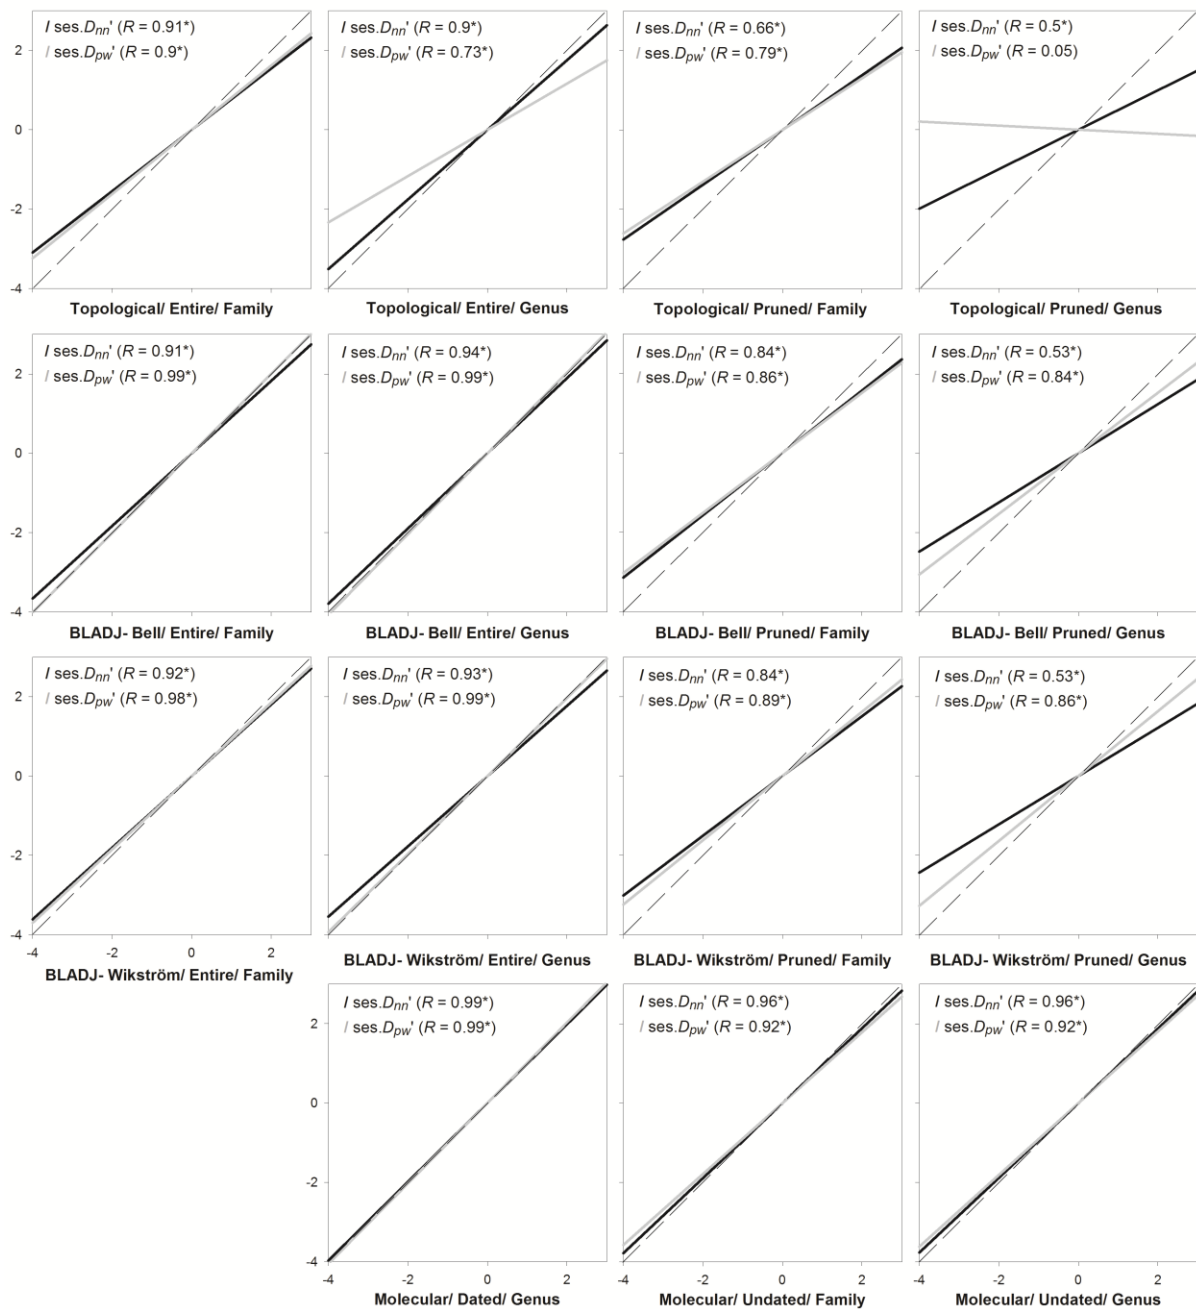 / ses.Dnn' (R = 0.91*)
/ ses.Dpw' (R = 0.9*)
/ ses.Dnn' (R = 0.9*)
/ ses.Dpw' (R = 0.73*)
/ ses.Dnn' (R = 0.66*)
/ ses.Dpw' (R = 0.79*)
/ ses.Dnn' (R = 0.5*)
/ ses.Dpw' (R = 0.05)
2
0
-2
-4
Topological/ Entire/ Family
Topological/ Entire/ Genus
Topological/ Pruned/ Family
Topological/ Pruned/ Genus
/ ses.Dnn' (R = 0.91*)
/ ses.Dpw' (R = 0.99*)
/ ses.Dnn' (R = 0.94*)
/ ses.Dpw' (R = 0.99*)
/ ses.Dnn' (R = 0.84*)
/ ses.Dpw' (R = 0.86*)
/ ses.Dnn' (R = 0.53*)
/ ses.Dpw' (R = 0.84*)
2
0
-2
-4
BLADJ- Bell/ Entire/ Family
BLADJ- Bell/ Entire/ Genus
BLADJ- Bell/ Pruned/ Family
BLADJ- Bell/ Pruned/ Genus
/ ses.Dnn' (R = 0.92*)
/ ses.Dpw' (R = 0.98*)
/ ses.Dnn' (R = 0.93*)
/ ses.Dpw' (R = 0.99*)
/ ses.Dnn' (R = 0.84*)
/ ses.Dpw' (R = 0.89*)
/ ses.Dnn' (R = 0.53*)
/ ses.Dpw' (R = 0.86*)
2
0
-2
-4
-4 -2 0 2
BLADJ- Wikström/ Entire/ Family
BLADJ- Wikström/ Entire/ Genus
BLADJ- Wikström/ Pruned/ Family
BLADJ- Wikström/ Pruned/ Genus
/ ses.Dnn' (R = 0.99*)
/ ses.Dpw' (R = 0.99*)
/ ses.Dnn' (R = 0.96*)
/ ses.Dpw' (R = 0.92*)
/ ses.Dnn' (R = 0.96*)
/ ses.Dpw' (R = 0.92*)
2
0
-2
-4
-4 -2 0 2
-4 -2 0 2
-4 -2 0 2
Molecular/ Dated/ Genus
Molecular/ Undated/ Family
Molecular/ Undated/ Genus